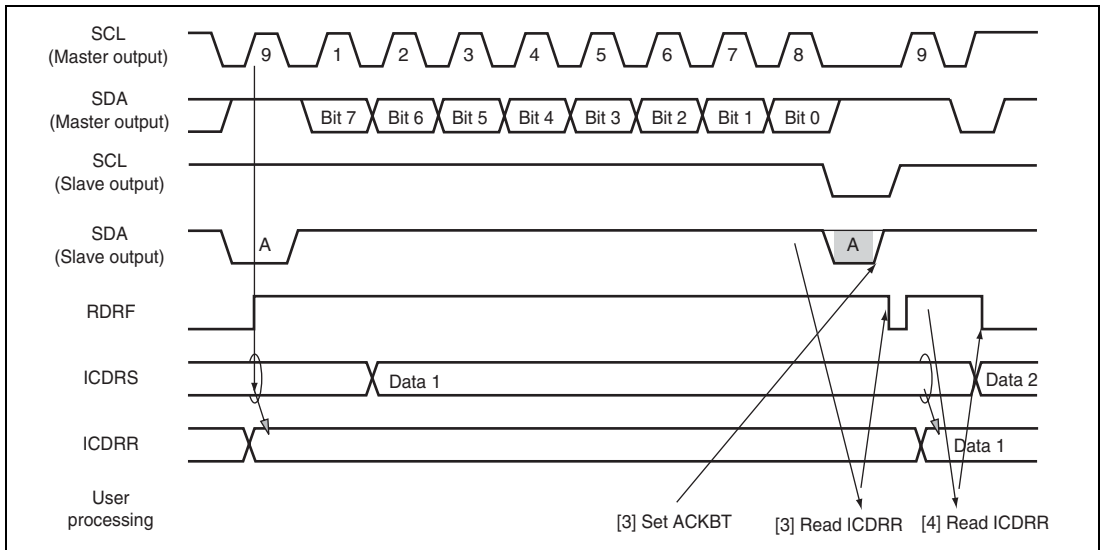 SCL
(Master output)
9 1 2 3 4 5 6 7 8 9
SDA
(Master output)
Bit 7 Bit 6 Bit 5 Bit 4 Bit 3 Bit 2 Bit 1 Bit 0
SCL
(Slave output)
SDA
(Slave output)
A A
RDRF
ICDRS
Data 1 Data 2
ICDRR
Data 1
User
processing
[3] Set ACKBT [3] Read ICDRR [4] Read ICDRR